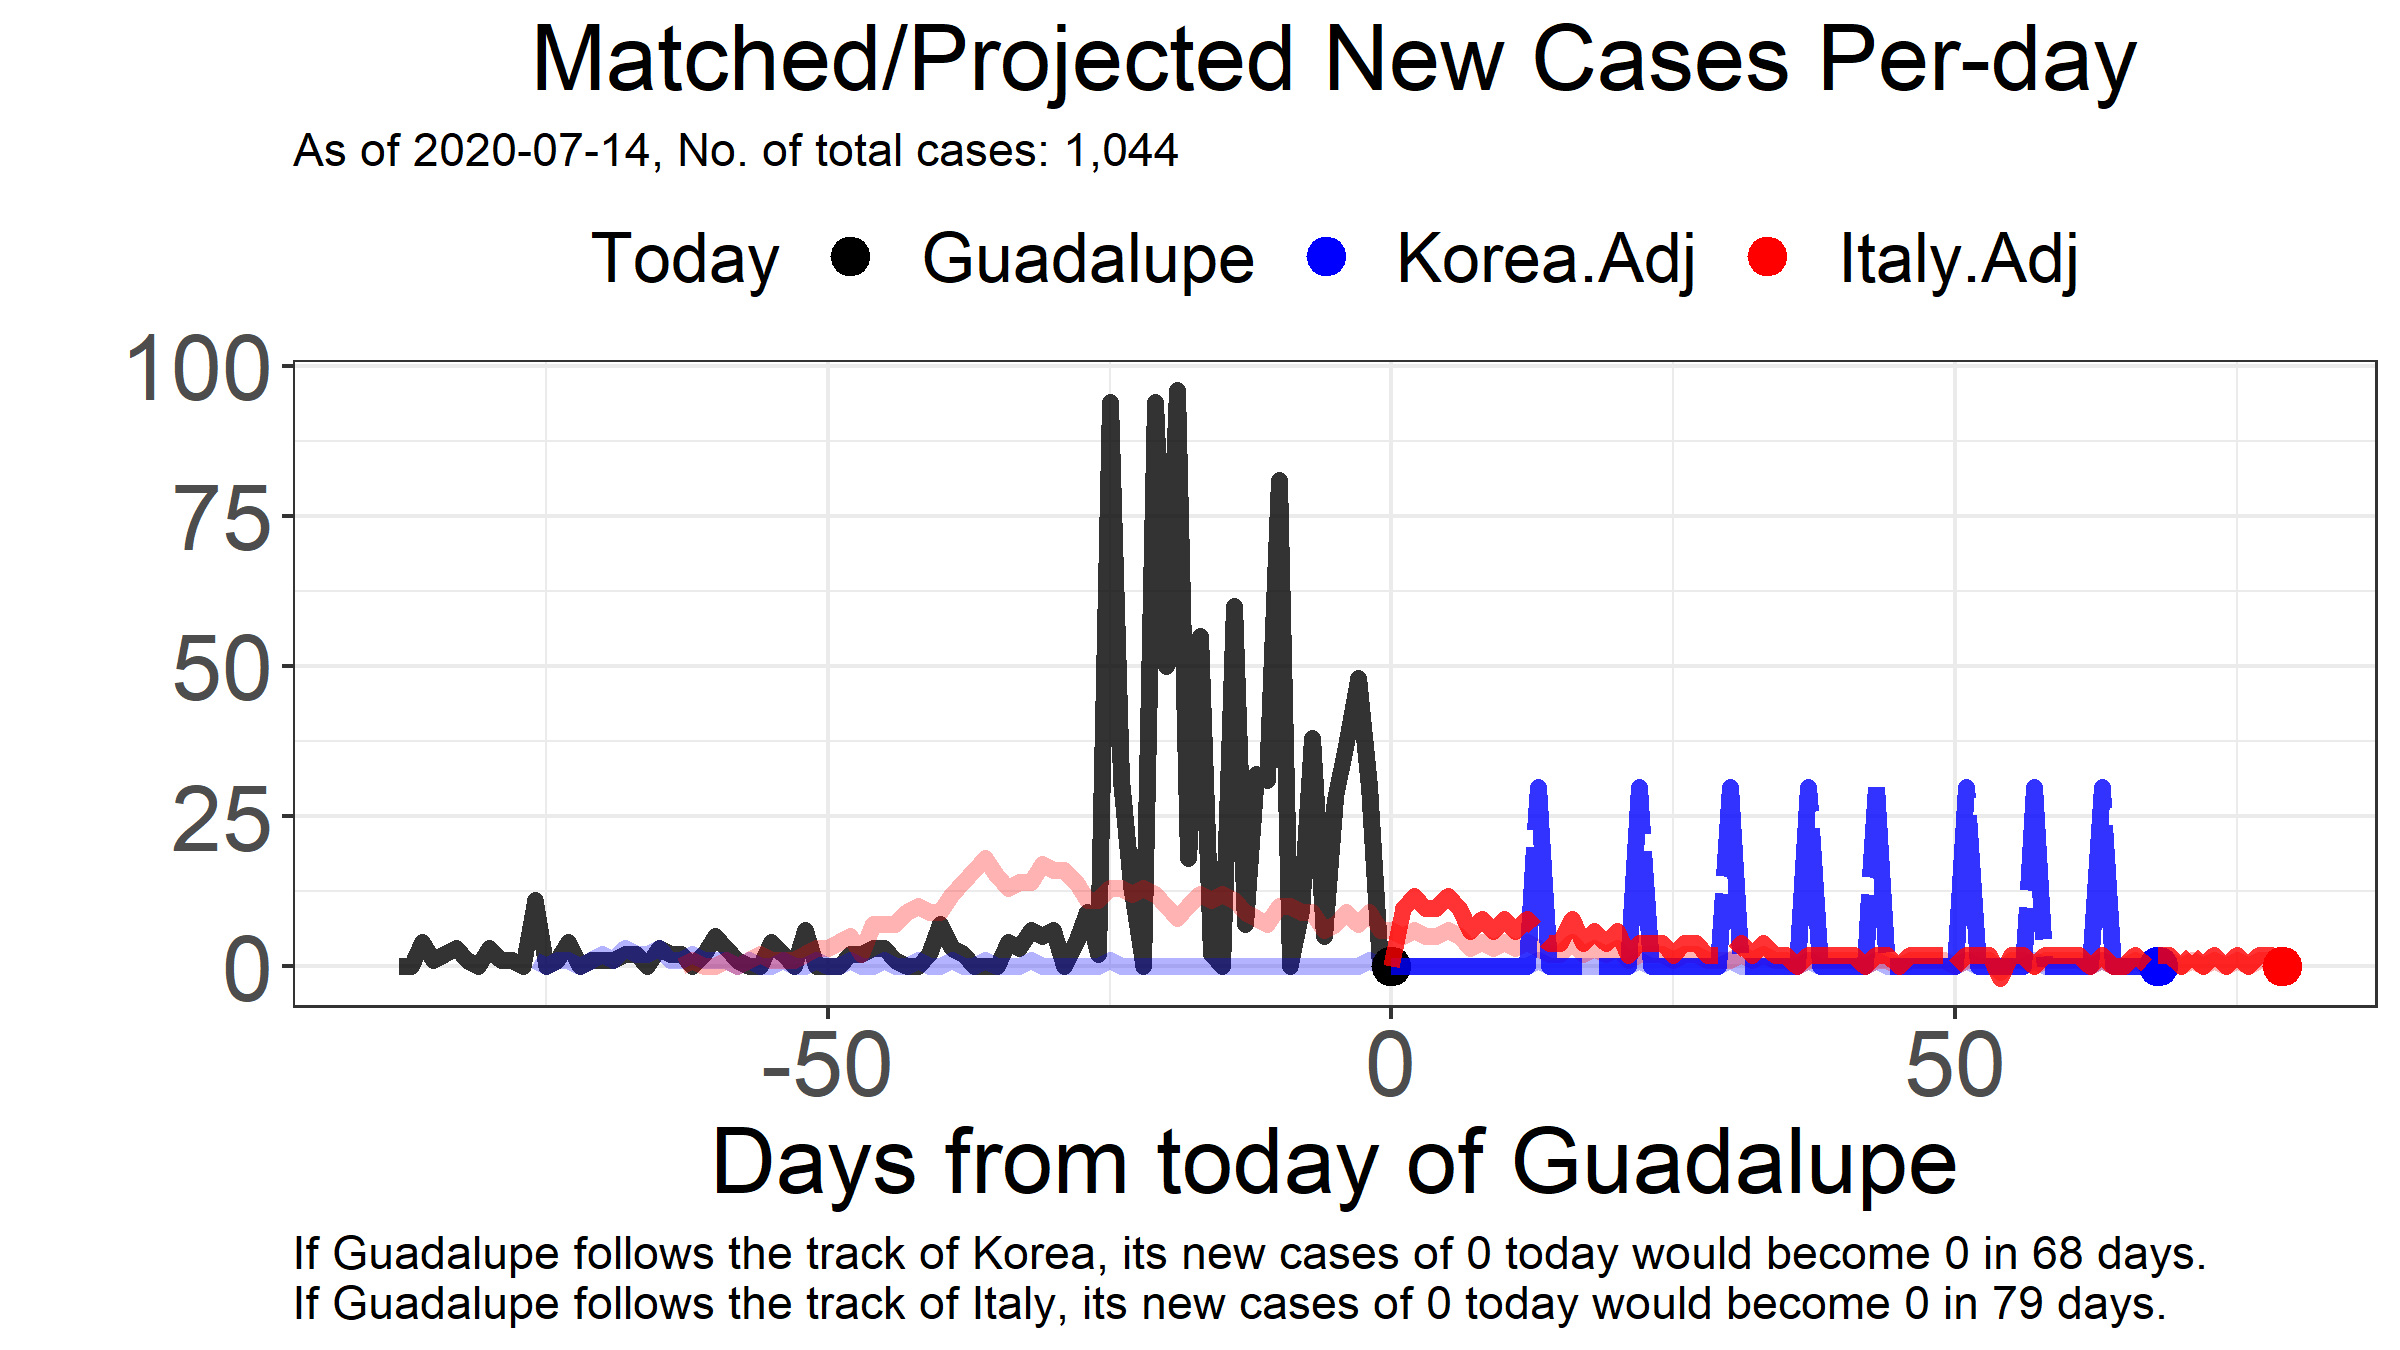 Matched/Projected New Cases Per-day
As of 2020-07-14, No. of total cases: 1,044
Today Guadalupe Korea.Adj Italy.Adj
100
75
50
25
0
-50 0 50
Days from today of Guadalupe
If Guadalupe follows the track of Korea, its new cases of 0 today would become 0 in 68 days.
If Guadalupe follows the track of Italy, its new cases of 0 today would become 0 in 79 days.